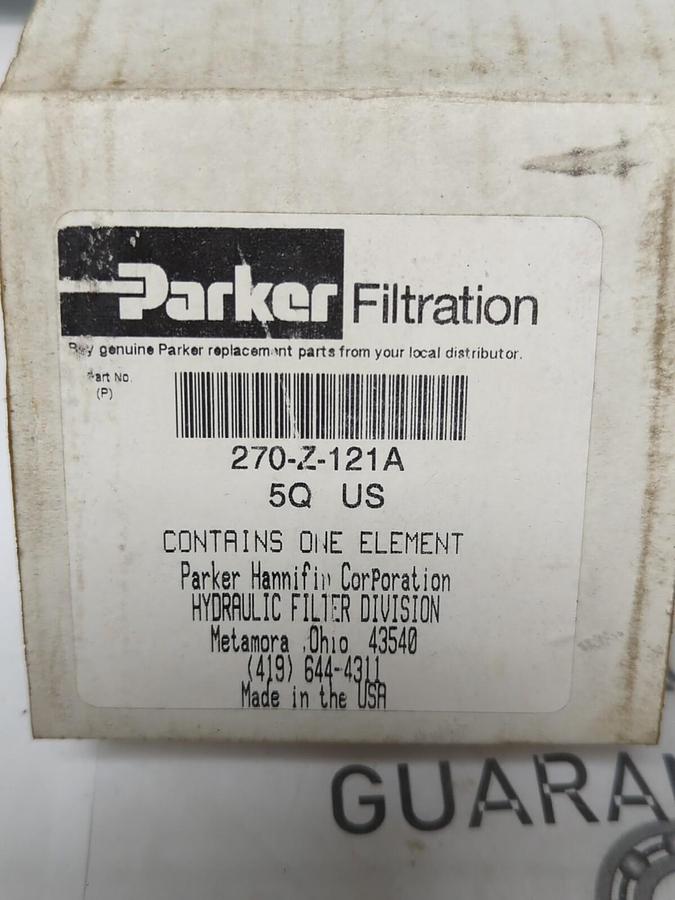 Parker Filtration
Buy genuine Parker replacement parts from your local distributor.
Part No.
(P)
270-Z-121A
5Q US
CONTAINS ONE ELEMENT
Parker Hannifin CorPoration
HYDRAULIC FILTER DIVISION
Metamora ,Ohio 43540
(419) 644-4311
Made in the USA